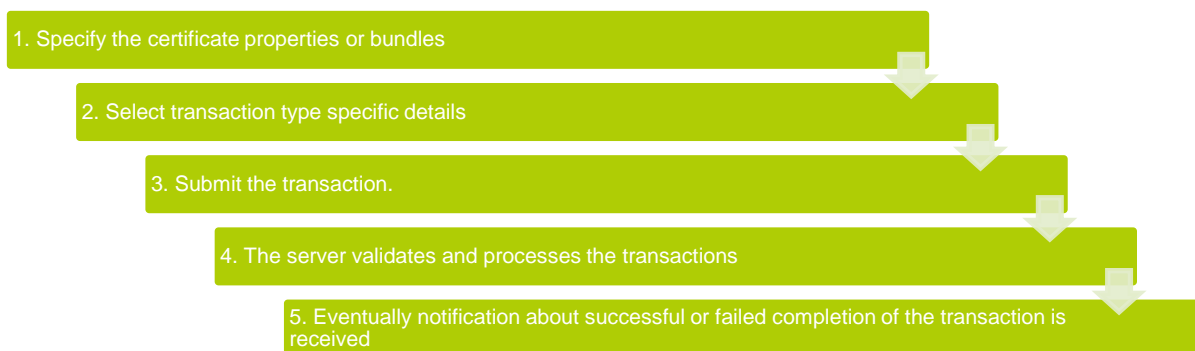 1. Specify the certificate properties or bundles
2. Select transaction type specific details
3. Submit the transaction.
4. The server validates and processes the transactions
5. Eventually notification about successful or failed completion of the transaction is
received